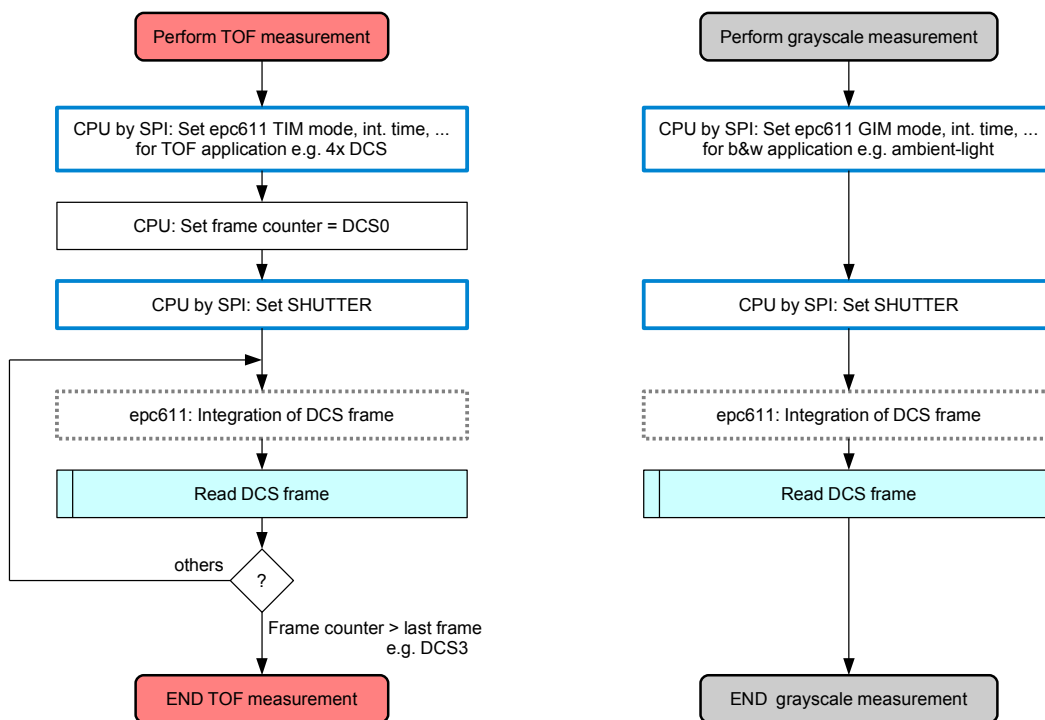 Perform TOF measurement
CPU by SPI: Set epc611 TIM mode, int. time, ...
for TOF application e.g. 4x DCS
CPU: Set frame counter = DCS0
CPU by SPI: Set SHUTTER
epc611: Integration of DCS frame
Read DCS frame
others
?
Frame counter > last frame
e.g. DCS3
END TOF measurement
Perform grayscale measurement
CPU by SPI: Set epc611 GIM mode, int. time, ...
for b&w application e.g. ambient-light
CPU by SPI: Set SHUTTER
epc611: Integration of DCS frame
Read DCS frame
END grayscale measurement